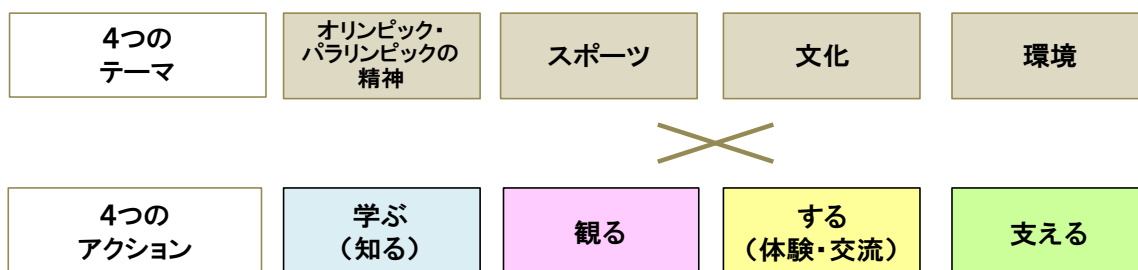 4つの
テーマ
オリンピック・
パラリンピックの
精神
スポーツ
文化
環境
4つの
アクション
学ぶ
(知る)
観る
する
(体験・交流)
支える